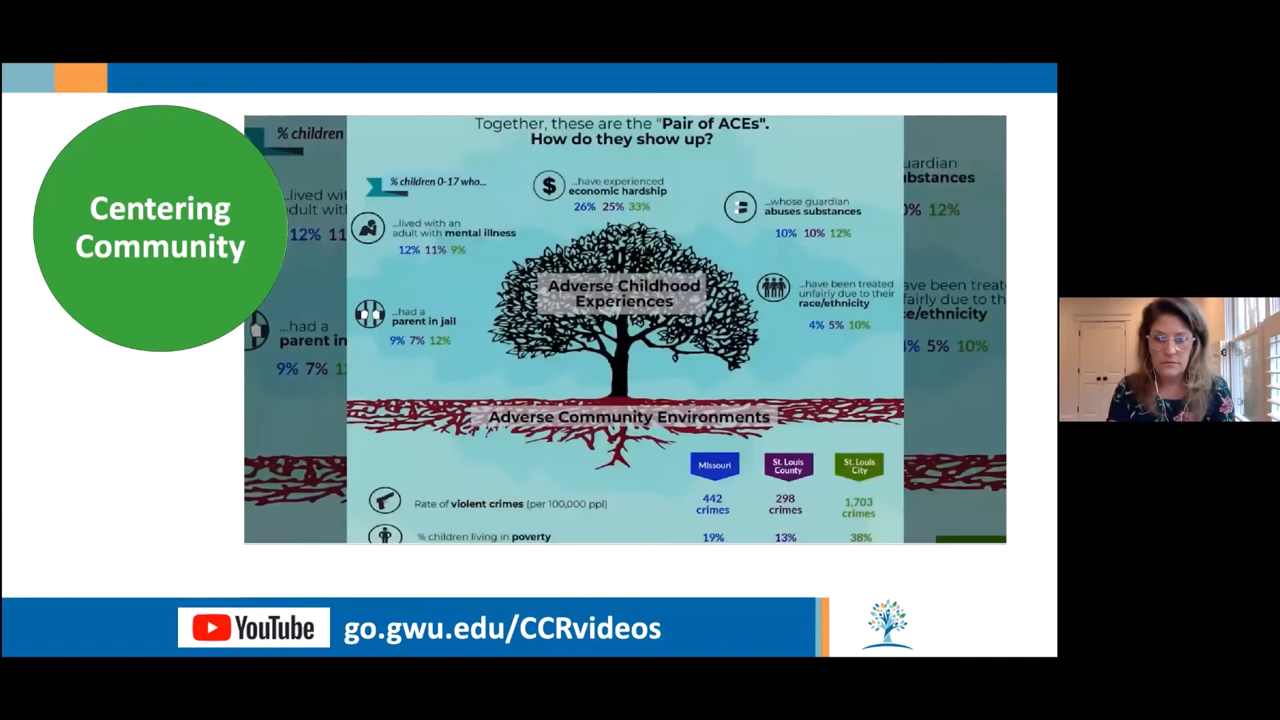 Centering
Community
% children
...lived wit
adult with
12% 11
...had a
parent in
9% 7% 1
Together, these are the "Pair of ACEs".
How do they show up?
% children 0-17 who...
...have experienced
economic hardship
26% 25% 33%
...whose guardian
abuses substances
10% 10% 12%
...lived with an
adult with mental illness
12% 11% 9%
Adverse Childhood
Experiences
...have been treated
unfairly due to their
race/ethnicity
4% 5% 10%
...had a
parent in jail
9% 7% 12%
Adverse Community Environments
Missouri
St. Louis
County
St. Louis
City
Rate of violent crimes (per 100,000 ppl)
442
crimes
298
crimes
1,703
crimes
% children living in poverty
19%
13%
38%
uardian
bstances
0% 12%
ave been treate
fairly due to th
ce/ethnicity
4% 5% 10%
YouTube
go.gwu.edu/CCRvideos